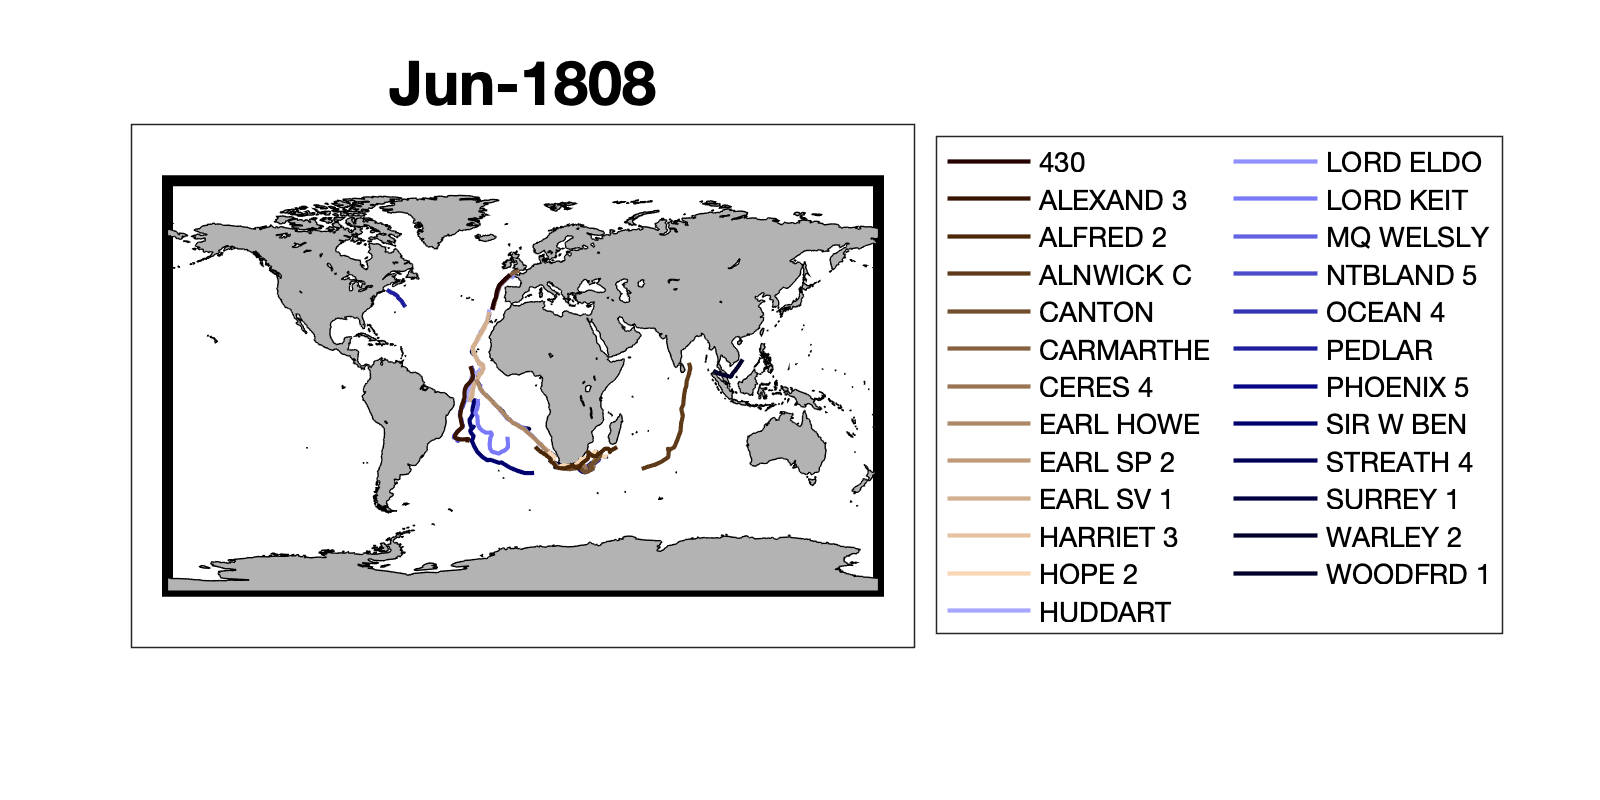 Jun-1808
430
ALEXAND 3
ALFRED 2
ALNWICK C
CANTON
CARMARTHE
CERES 4
EARL HOWE
EARL SP 2
EARL SV 1
HARRIET 3
HOPE 2
HUDDART
LORD ELDO
LORD KEIT
MQ WELSLY
NTBLAND 5
OCEAN 4
PEDLAR
PHOENIX 5
SIR W BEN
STREATH 4
SURREY 1
WARLEY 2
WOODFRD 1